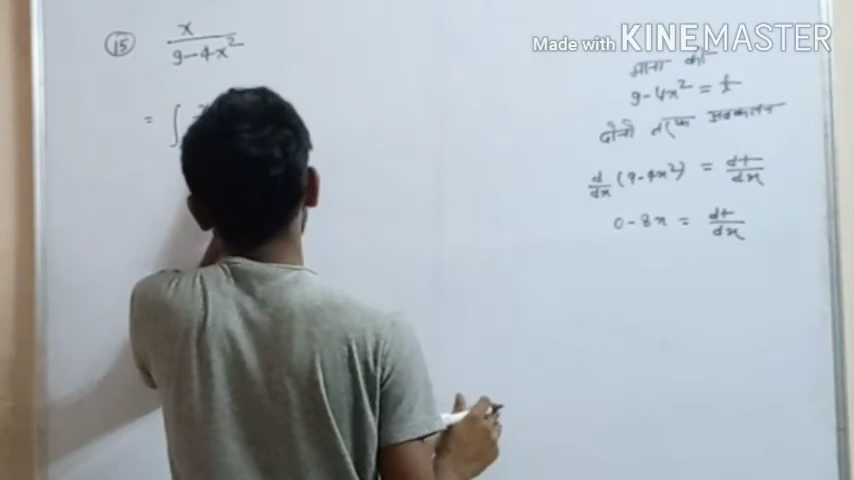 15 x / 9-4x²
= ∫
Made with KINEMASTER
माना की
9-4x² = t
दोनो तरफ अवकलन
d/dx (9-4x²) = dt/dx
0-8x = dt/dx